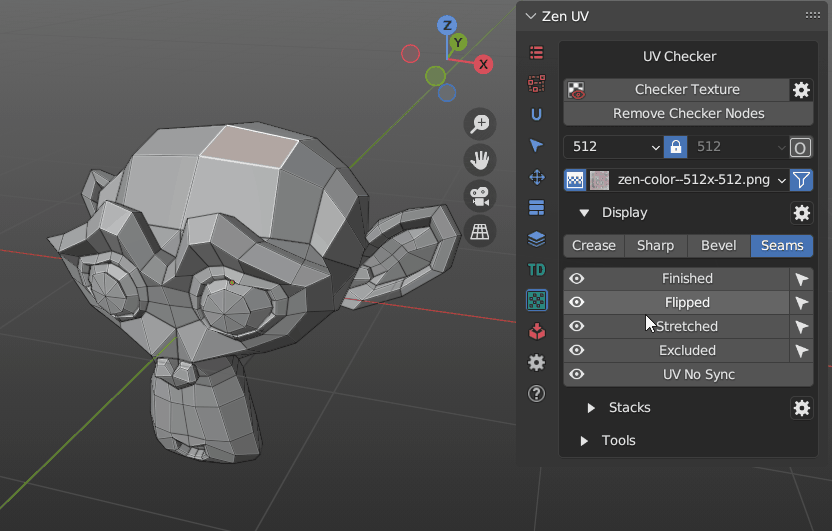 Zen UV
Z
Y
X
UV Checker
Checker Texture
Remove Checker Nodes
512 512
zen-color--512x-512.png
Display
Crease Sharp Bevel Seams
Finished
Flipped
Stretched
Excluded
UV No Sync
TD
Stacks
Tools